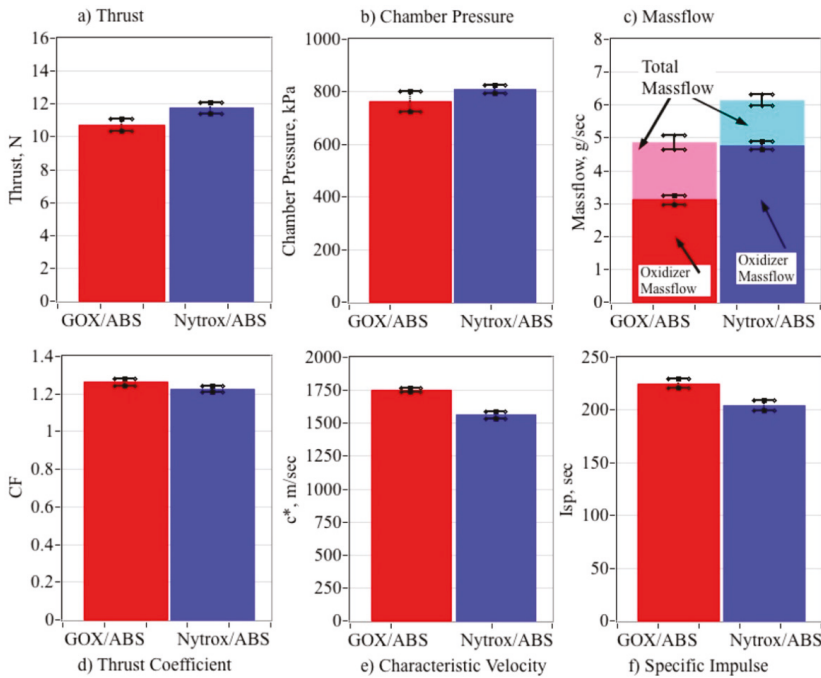 a) Thrust
b) Chamber Pressure
c) Massflow
Thrust, N
16
14
12
10
8
6
4
2
0
GOX/ABS
Nytrox/ABS
Chamber Pressure, kPa
1000
800
600
400
200
0
GOX/ABS
Nytrox/ABS
Massflow, g/sec
8
7
6
5
4
3
2
1
0
Total
Massflow
Oxidizer
Massflow
Oxidizer
Massflow
GOX/ABS
Nytrox/ABS
CF
1.4
1.2
1
0.8
0.6
0.4
0.2
0
GOX/ABS
Nytrox/ABS
c*, m/sec
2000
1750
1500
1250
1000
750
500
250
0
GOX/ABS
Nytrox/ABS
Isp, sec
250
200
150
100
50
0
GOX/ABS
Nytrox/ABS
d) Thrust Coefficient
e) Characteristic Velocity
f) Specific Impulse